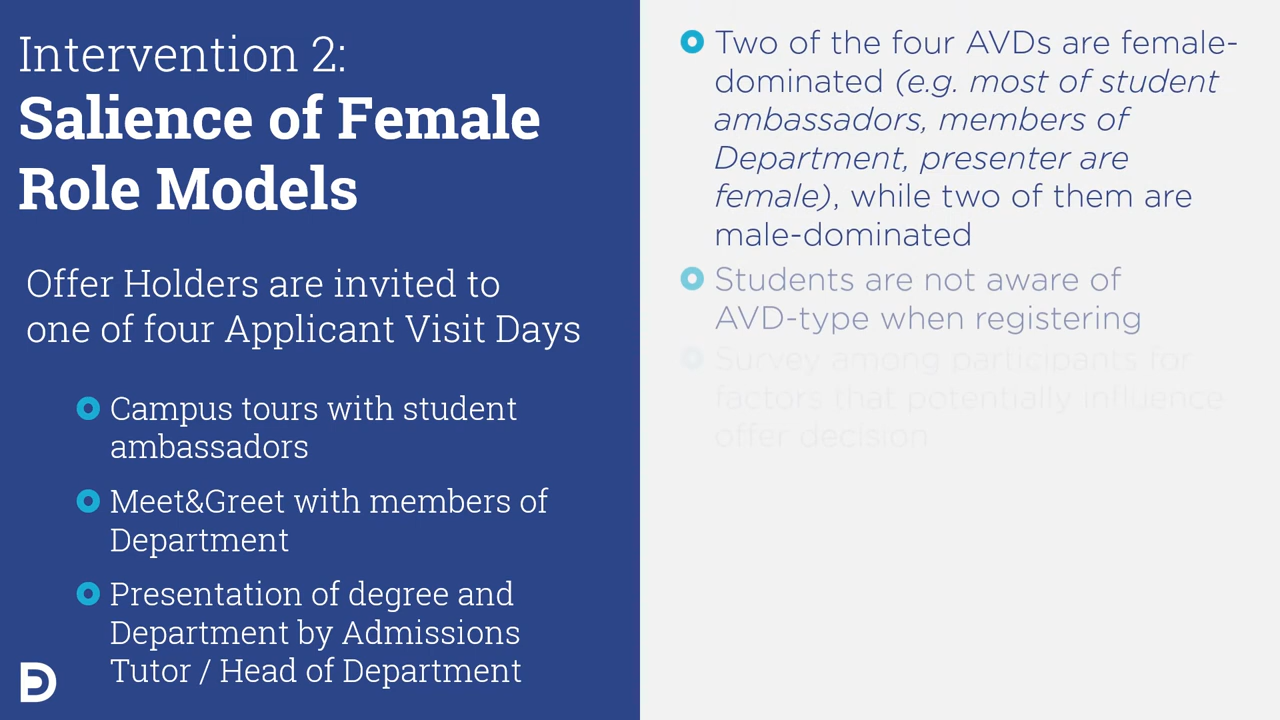 Intervention 2:
Salience of Female
Role Models
Offer Holders are invited to
one of four Applicant Visit Days
Campus tours with student
ambassadors
Meet&Greet with members of
Department
Presentation of degree and
Department by Admissions
Tutor / Head of Department
Two of the four AVDs are female-
dominated (e.g. most of student
ambassadors, members of
Department, presenter are
female), while two of them are
male-dominated
Students are not aware of
AVD-type when registering
Survey among participants for
factors that potentially influence
offer decision